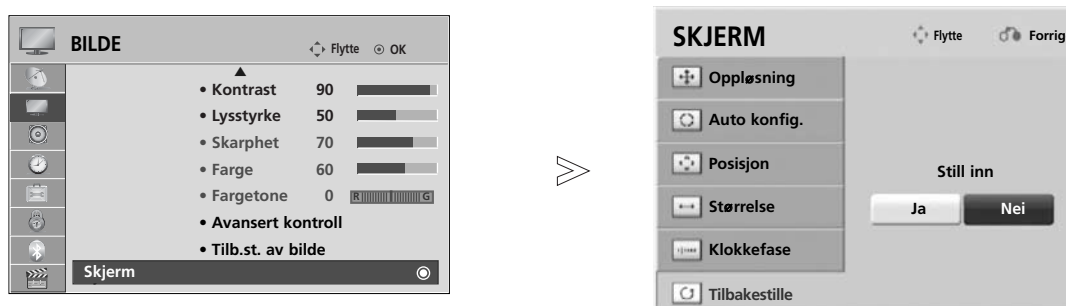 BILDE
Flytte OK
• Kontrast 90
• Lysstyrke 50
• Skarphet 70
• Farge 60
• Fargetone 0 R G
• Avansert kontroll
• Tilb.st. av bilde
Skjerm
SKJERM
Flytte Forrig
Oppløsning
Auto konfig.
Posisjon
Størrelse
Klokkefase
Tilbakestille
Still inn
Ja Nei